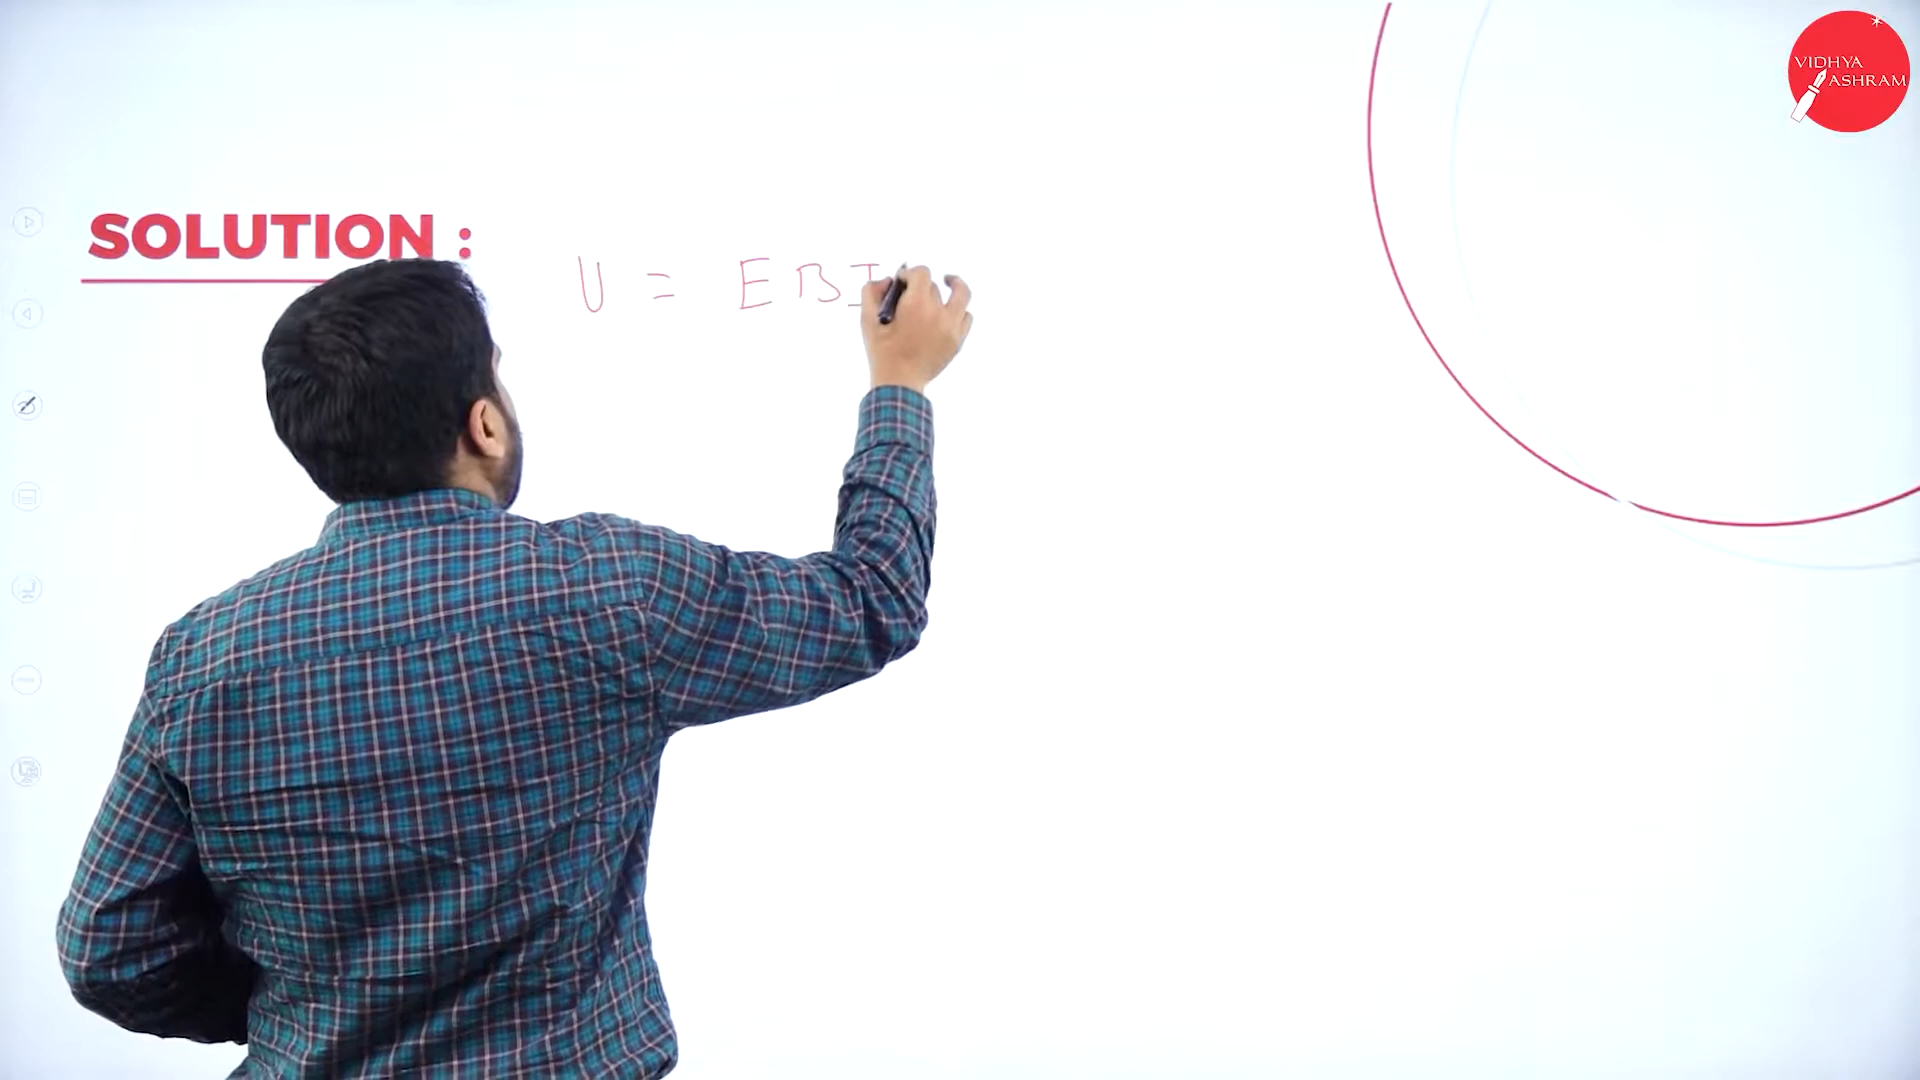 VIDHYA
ASHRAM
SOLUTION :
U = EBI